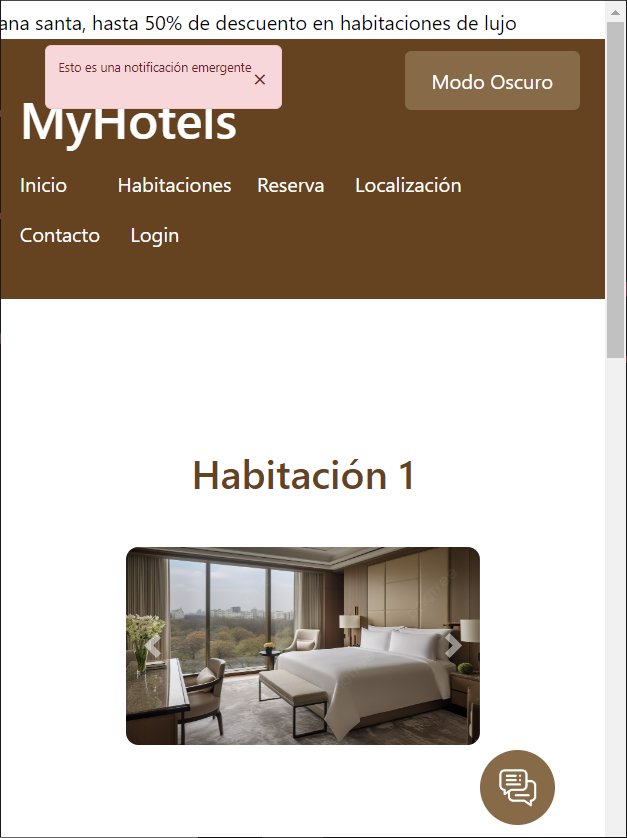 ana santa, hasta 50% de descuento en habitaciones de lujo
Esto es una notificación emergente
Modo Oscuro
MyHotels
Inicio Habitaciones Reserva Localización
Contacto Login
Habitación 1